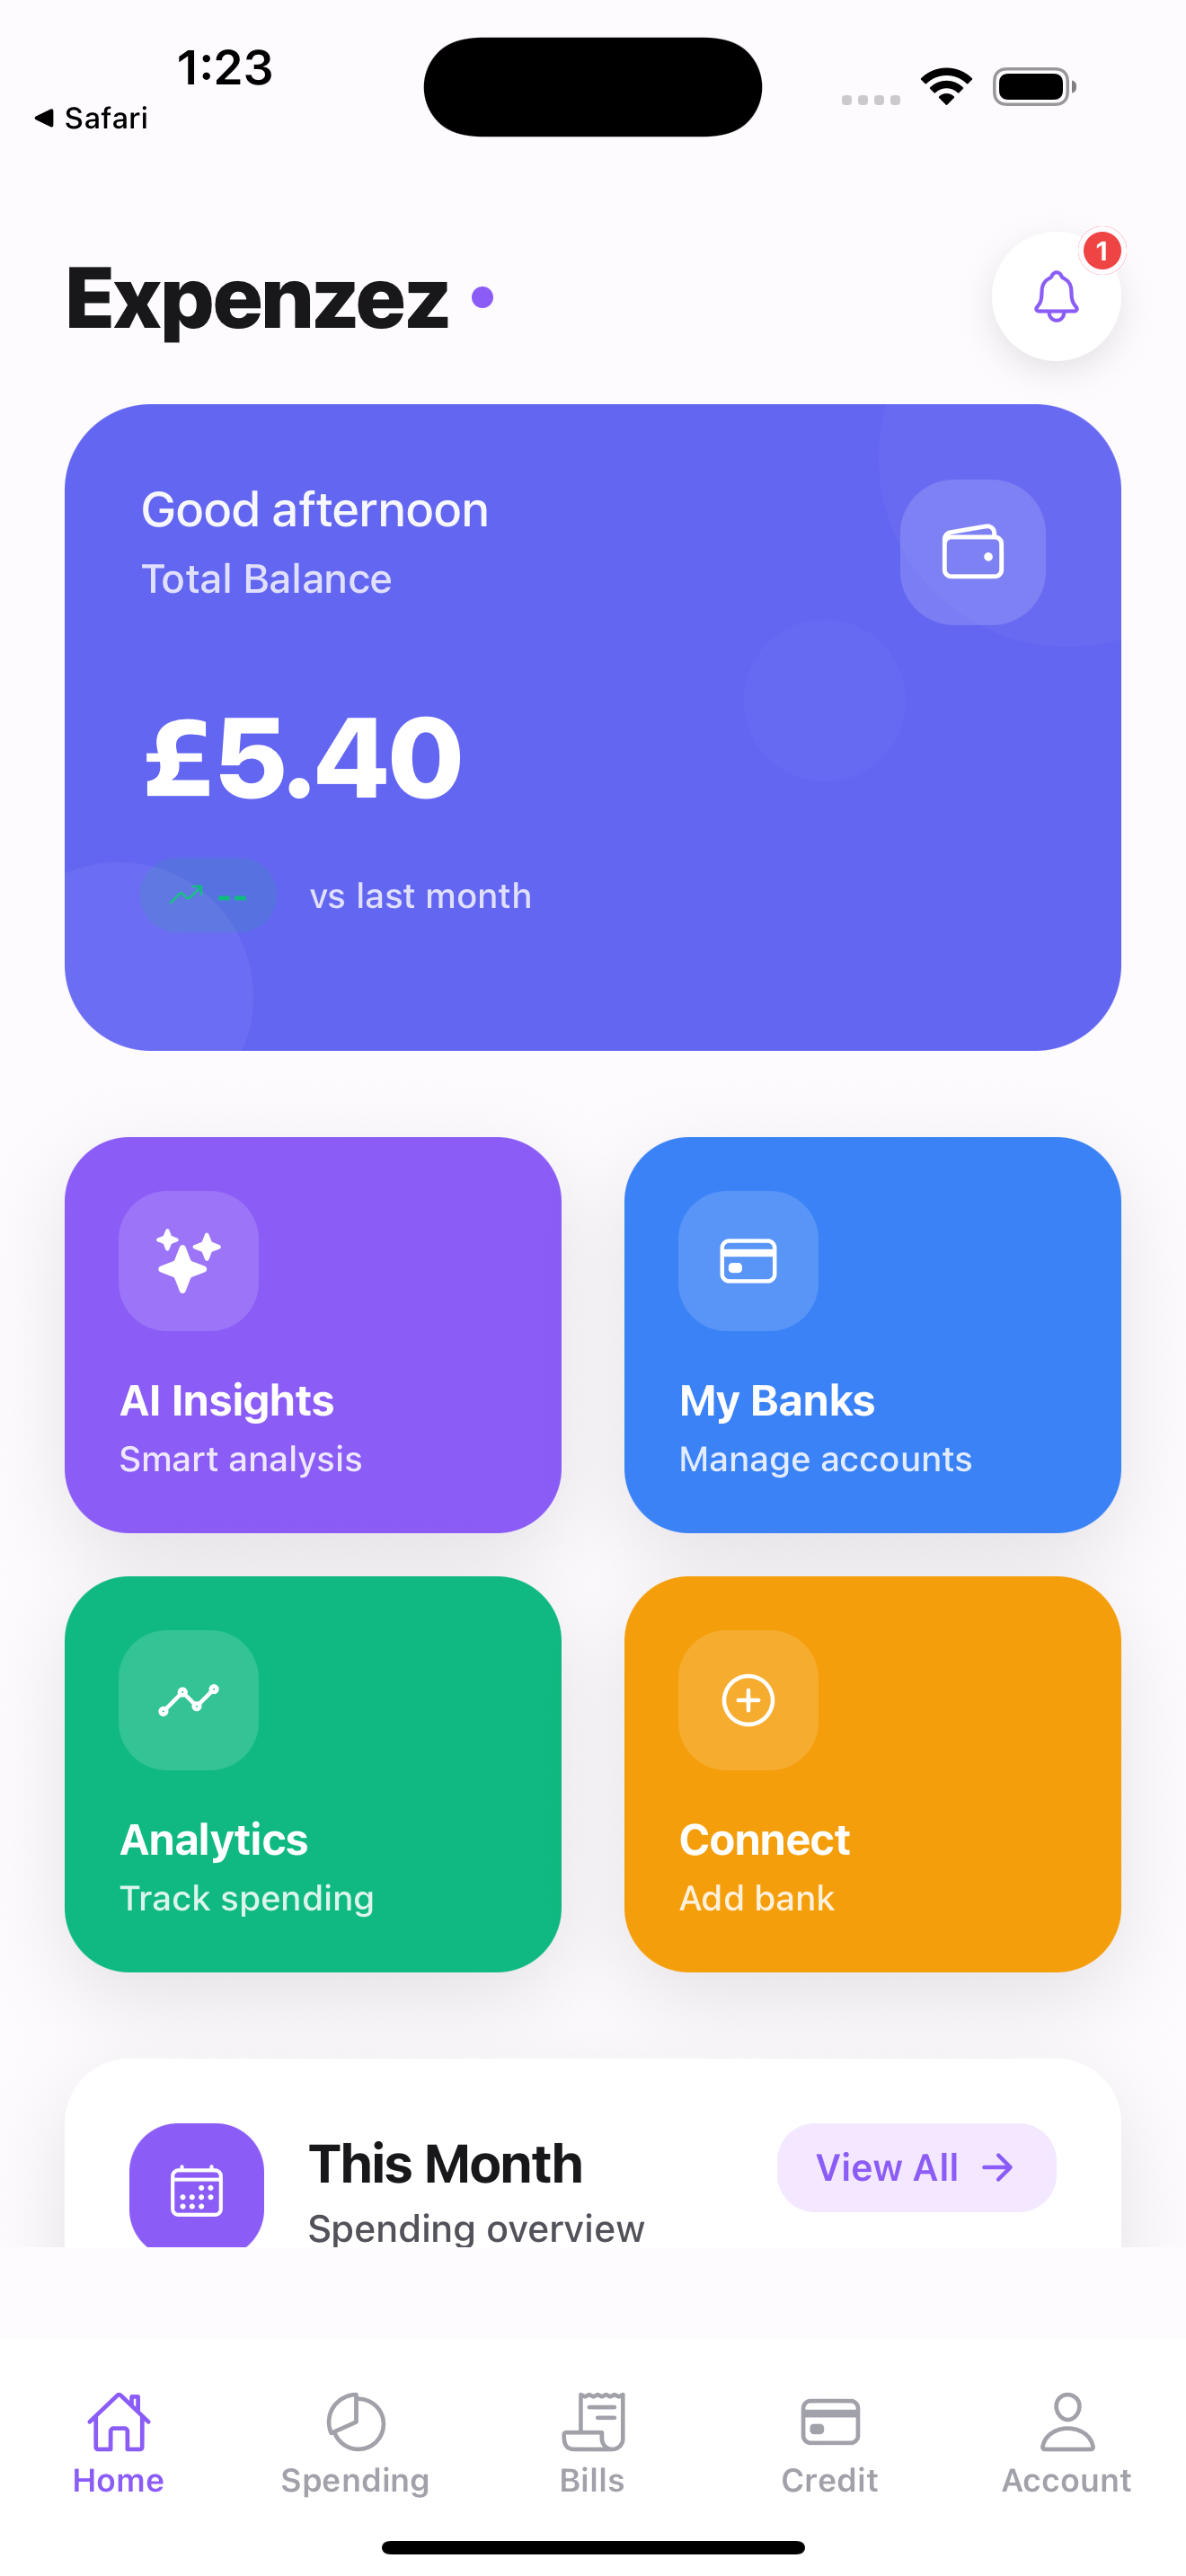 1:23
◀ Safari
Expenzez
1
Good afternoon
Total Balance
£5.40
-- vs last month
AI Insights
Smart analysis
My Banks
Manage accounts
Analytics
Track spending
Connect
Add bank
This Month
View All →
Spending overview
Home
Spending
Bills
Credit
Account